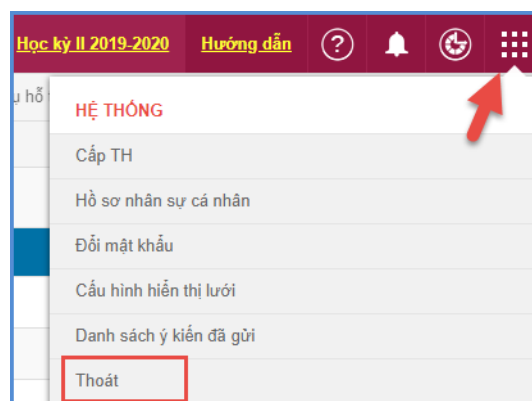 Học kỳ II 2019-2020 Hướng dẫn ?
ụ hỗ
HỆ THỐNG
Cấp TH
Hồ sơ nhân sự cá nhân
Đổi mật khẩu
Cấu hình hiển thị lưới
Danh sách ý kiến đã gửi
Thoát